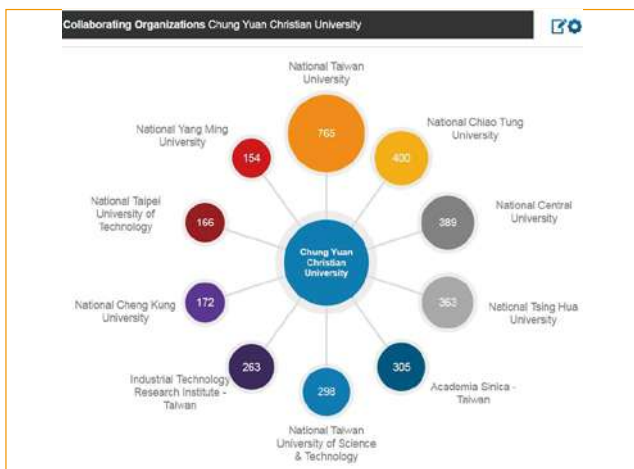 Collaborating Organizations Chung Yuan Christian University
National Taiwan
University
765
National Chiao Tung
University
400
National Central
University
389
National Tsing Hua
University
363
Academia Sinica -
Taiwan
305
National Taiwan
University of Science
& Technology
298
Industrial Technology
Research Institute -
Taiwan
263
National Cheng Kung
University
172
National Taipei
University of
Technology
166
National Yang Ming
University
154
Chung Yuan
Christian
University